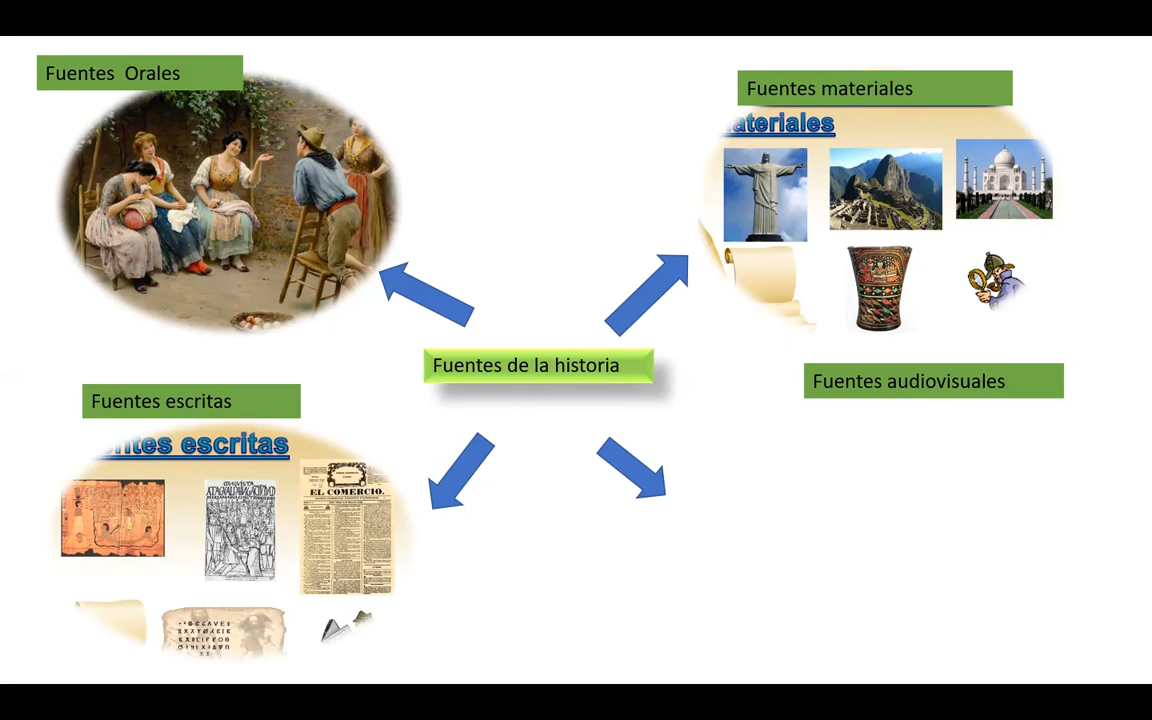 Fuentes Orales
Fuentes materiales
ateriales
Fuentes de la historia
Fuentes audiovisuales
Fuentes escritas
ntes escritas
EL COMERCIO.